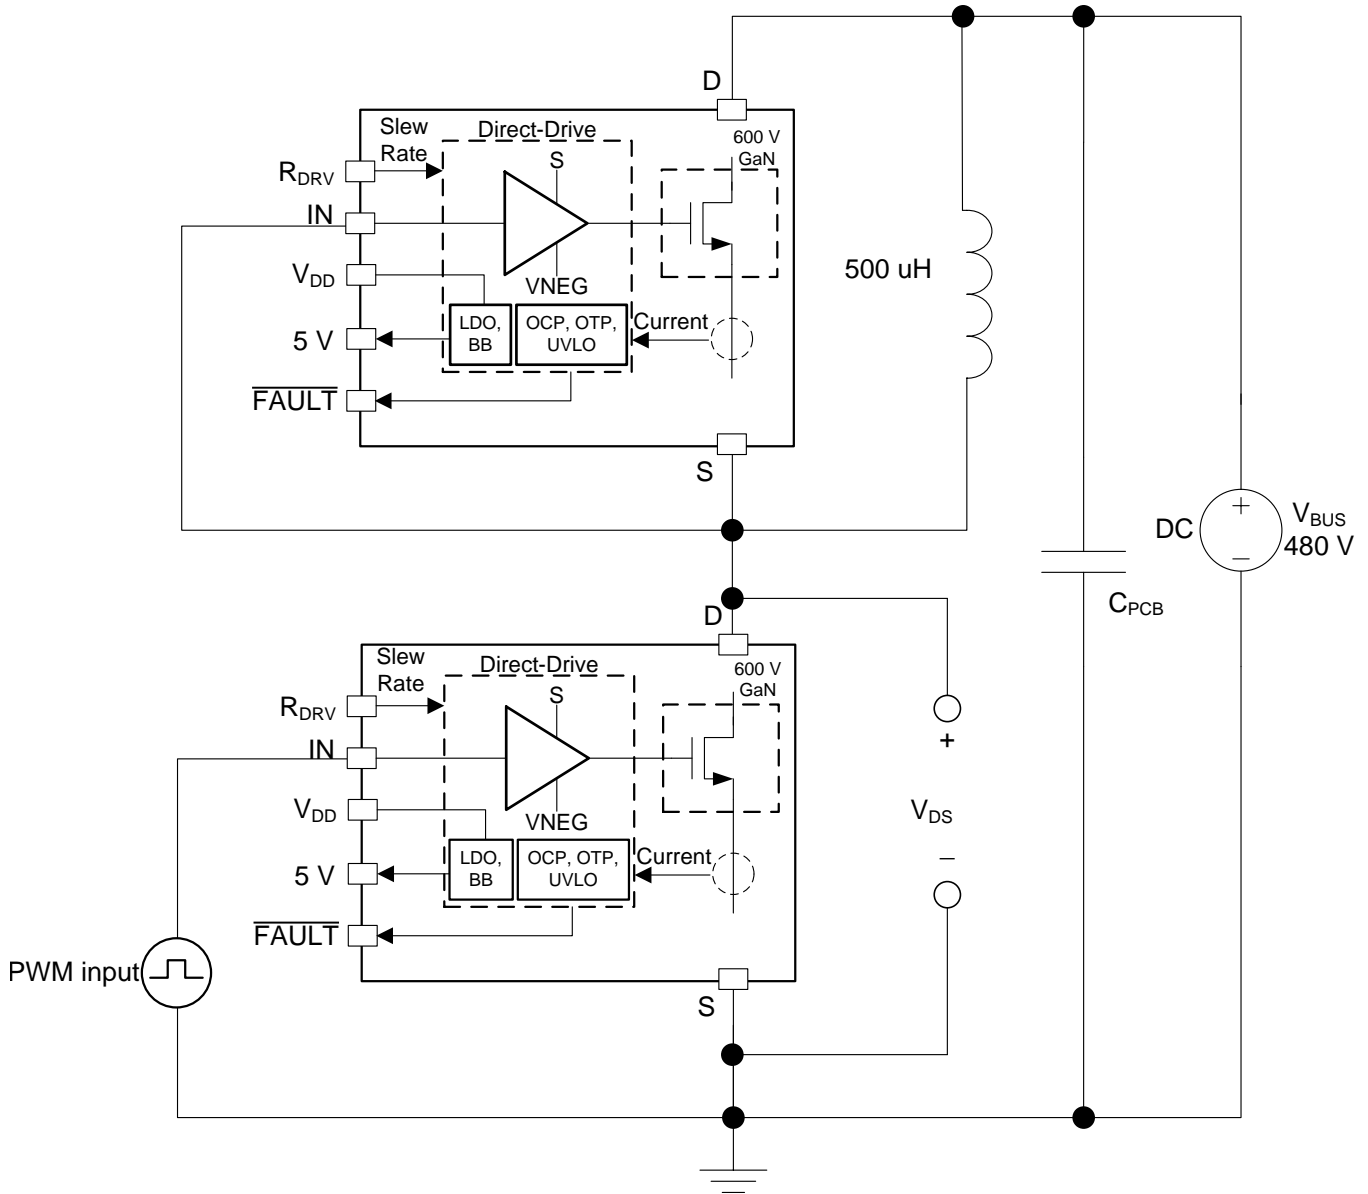 D
Slew
Rate
Direct-Drive
600 V
GaN
S
RDRV
IN
VDD
VNEG
5 V
LDO,
BB
OCP, OTP,
UVLO
Current
FAULT
S
500 uH
DC
+
–
VBUS
480 V
CPCB
D
Slew
Rate
Direct-Drive
600 V
GaN
S
RDRV
IN
VDD
VNEG
5 V
LDO,
BB
OCP, OTP,
UVLO
Current
FAULT
S
+
VDS
–
PWM input